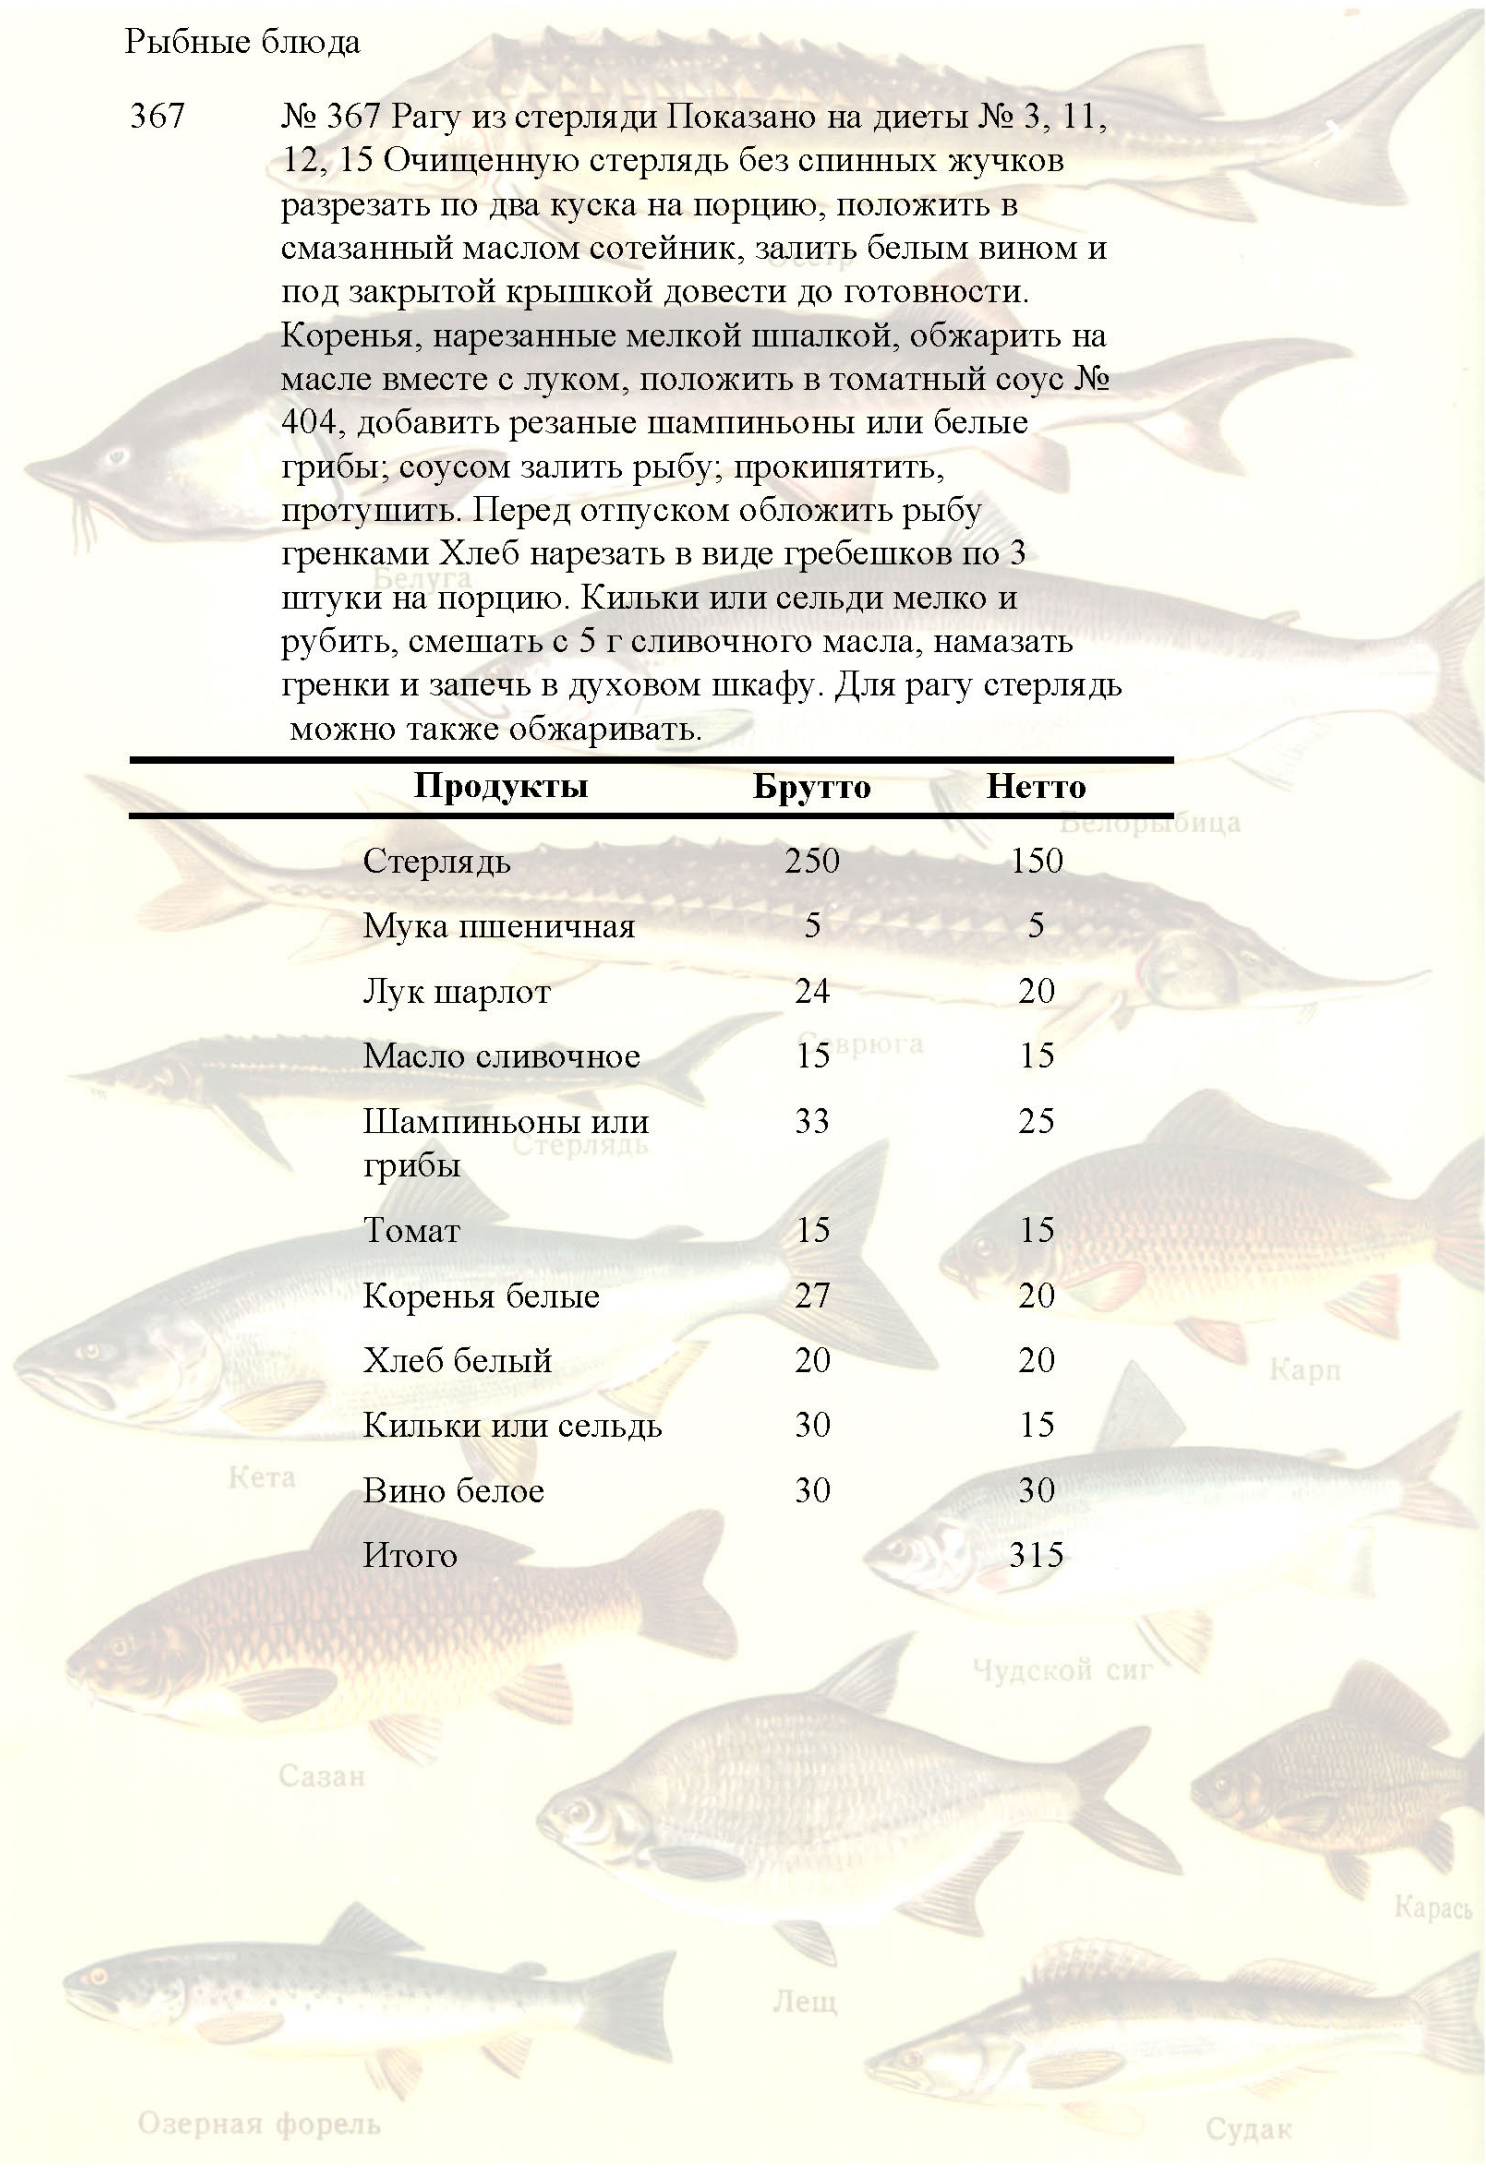 Рыбные блюда
367 № 367 Рагу из стерляди Показано на диеты № 3, 11,
12, 15 Очищенную стерлядь без спинных жучков
разрезать по два куска на порцию, положить в
смазанный маслом сотейник, залить белым вином и
под закрытой крышкой довести до готовности.
Коренья, нарезанные мелкой шпалкой, обжарить на
масле вместе с луком, положить в томатный соус №
404, добавить резаные шампиньоны или белые
грибы; соусом залить рыбу; прокипятить,
протушить. Перед отпуском обложить рыбу
гренками Хлеб нарезать в виде гребешков по 3
штуки на порцию. Кильки или сельди мелко и
рубить, смешать с 5 г сливочного масла, намазать
гренки и запечь в духовом шкафу. Для рагу стерлядь
можно также обжаривать.
Продукты Брутто Нетто
Стерлядь 250 150
Мука пшеничная 5 5
Лук шарлот 24 20
Масло сливочное 15 15
Шампиньоны или 33 25
грибы
Томат 15 15
Коренья белые 27 20
Хлеб белый 20 20
Кильки или сельдь 30 15
Вино белое 30 30
Итого 315
Осетр
Белуга
Белорыбица
Севрюга
Стерлядь
Карп
Кета
Чудской сиг
Сазан
Карась
Лещ
Озерная форель
Судак